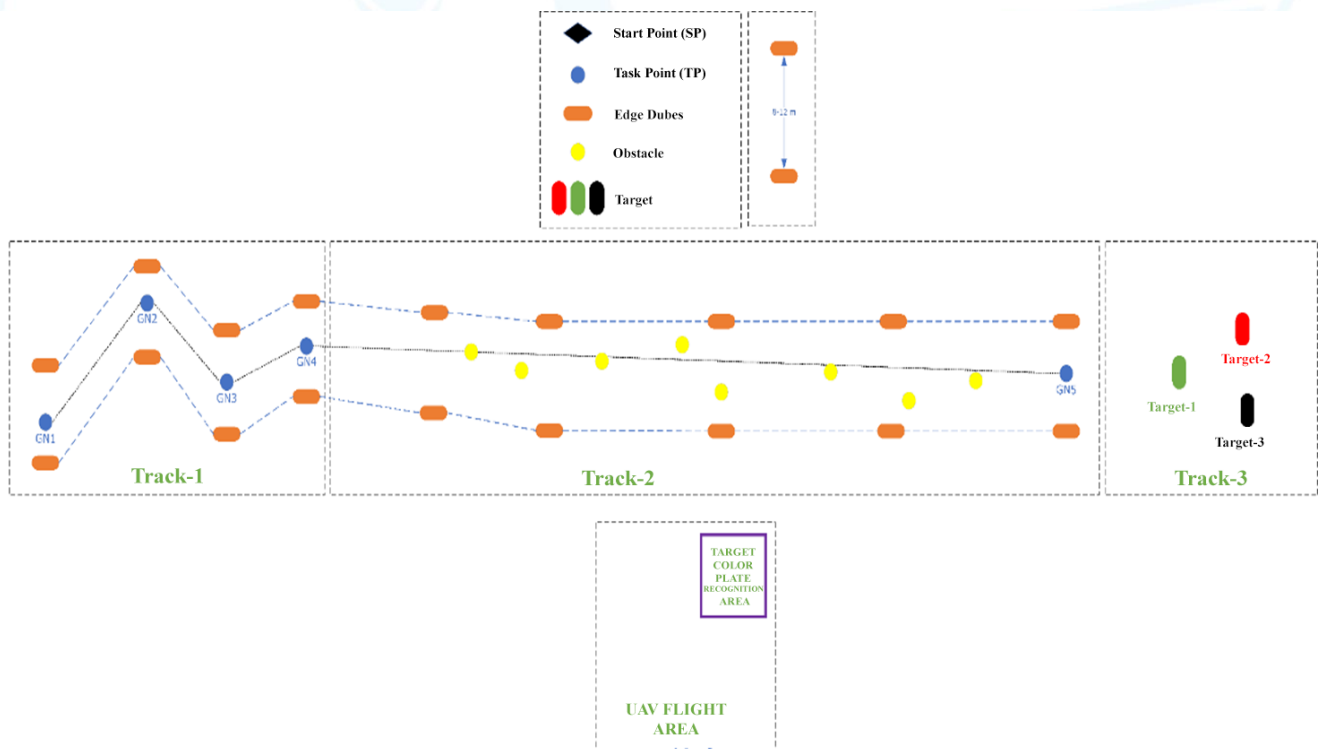 Start Point (SP)
Task Point (TP)
Edge Dubes
Obstacle
Target
8-12 m
GN1
GN2
GN3
GN4
GN5
Track-1
Track-2
Target-1
Target-2
Target-3
Track-3
TARGET
COLOR
PLATE
RECOGNITION
AREA
UAV FLIGHT
AREA